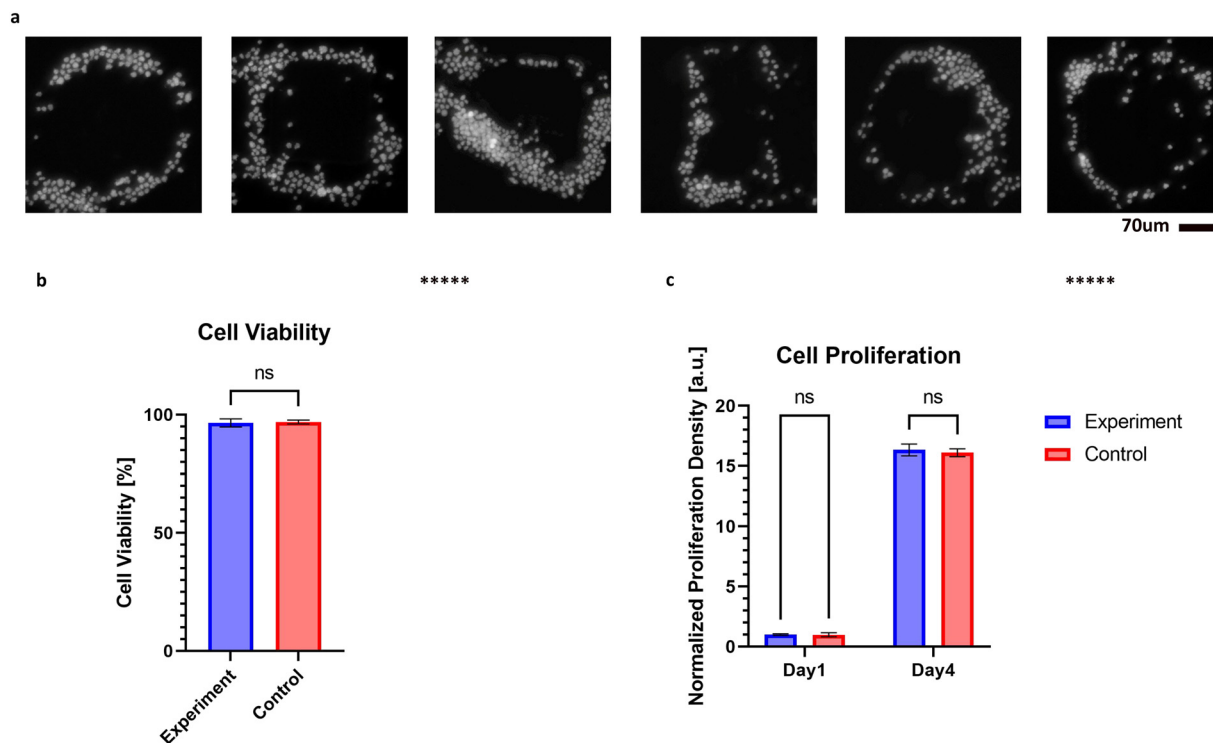 a
70um
b
*****
c
*****
Cell Viability
ns
Cell Viability [%]
100
50
0
Experiment
Control
Cell Proliferation
ns
ns
Normalized Proliferation Density [a.u.]
20
15
10
5
0
Day1
Day4
Experiment
Control